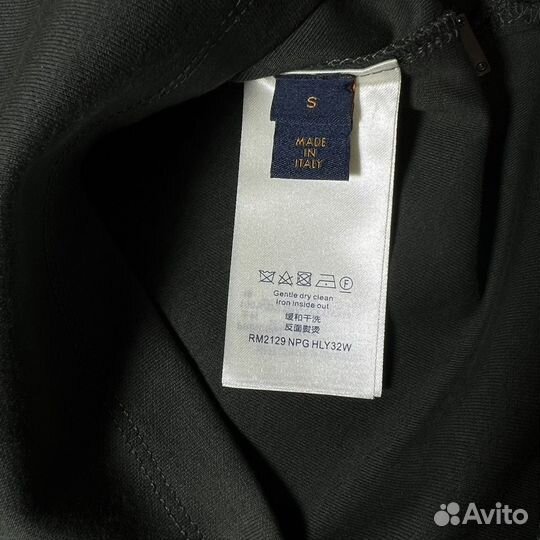 S
MADE
IN
ITALY
F
Gentle dry clean
Iron inside out
缓和干洗
反面熨烫
RM2129 NPG HLY32W
Avito